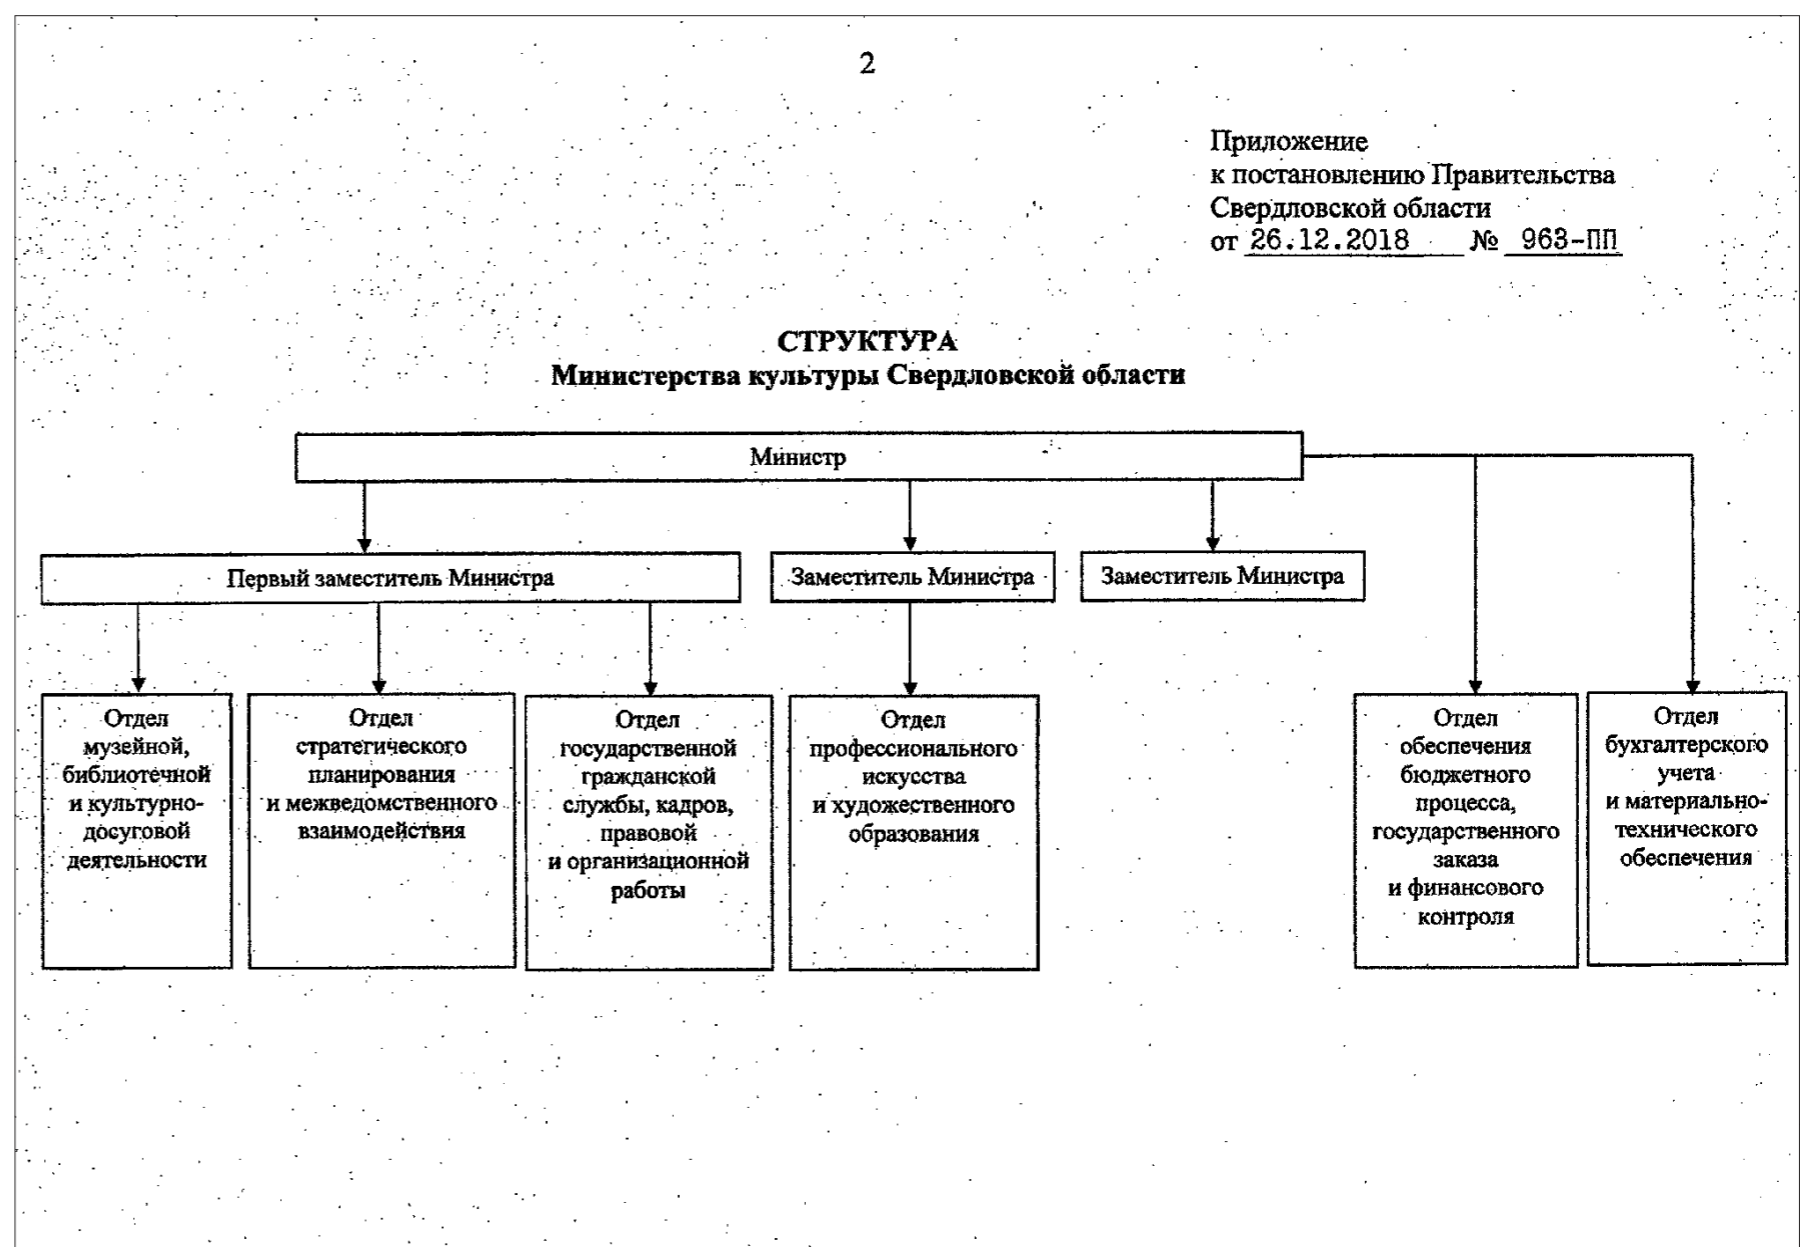 2
Приложение
к постановлению Правительства
Свердловской области
от 26.12.2018 № 963-ПП
СТРУКТУРА
Министерства культуры Свердловской области
Министр
Первый заместитель Министра
Заместитель Министра
Заместитель Министра
Отдел
музейной,
библиотечной
и культурно-
досуговой
деятельности
Отдел
стратегического
планирования
и межведомственного
взаимодействия
Отдел
государственной
гражданской
службы, кадров,
правовой
и организационной
работы
Отдел
профессионального
искусства
и художественного
образования
Отдел
обеспечения
бюджетного
процесса,
государственного
заказа
и финансового
контроля
Отдел
бухгалтерского
учета
и материально-
технического
обеспечения